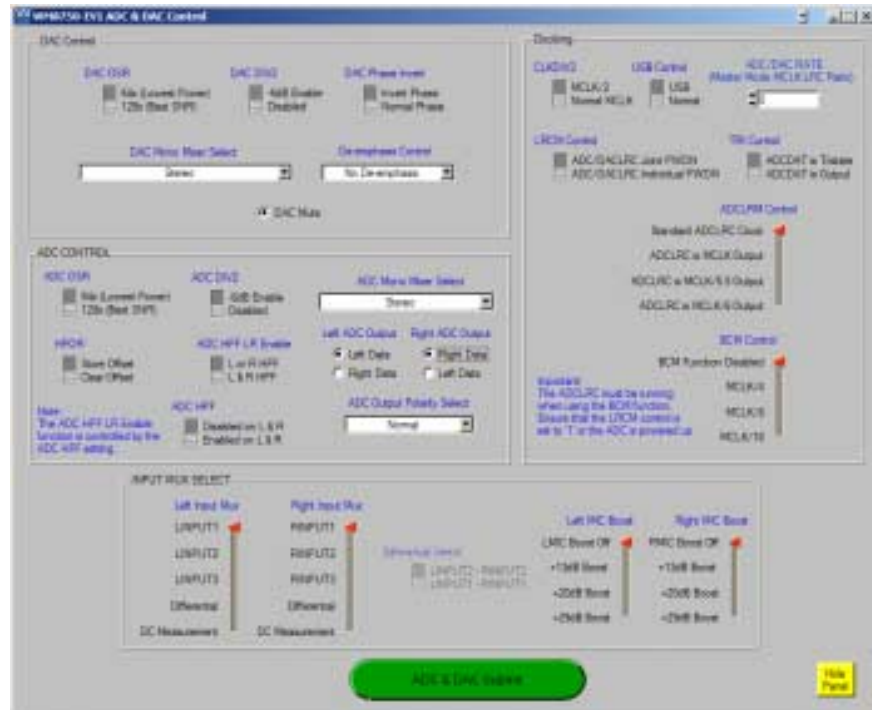 WM8750-EV1 ADC & DAC Control
DAC Control
DAC OSR
64x (Lowest Power)
128x (Best SNR)
DAC DIV2
-6dB Enable
Disabled
DAC Phase Invert
Invert Phase
Normal Phase
DAC Mono Mixer Select
Stereo
De-emphasis Control
No De-emphasis
DAC Mute
Clocking
CLKDIV2
MCLK/2
Normal MCLK
USB Control
USB
Normal
ADC/DAC RATE
(Master Mode MCLK:LRC Ratio)
LRCM Control
ADC/DACLRC Joint PWDN
ADC/DACLRC Individual PWDN
TRI Control
ADCDAT is Tristate
ADCDAT is Output
ADCLRM Control
Standard ADCLRC Clock
ADCLRC is MCLK Output
ADCLRC is MCLK/5.5 Output
ADCLRC is MCLK/6 Output
BCM Control
BCM Function Disabled
MCLK/4
MCLK/8
MCLK/16
Important:
The ADCLRC must be running
when using the BCM function.
Ensure that the LRCM control is
set to '1' or the ADC is powered up
ADC CONTROL
ADC OSR
64x (Lowest Power)
128x (Best SNR)
ADC DIV2
-6dB Enable
Disabled
ADC Mono Mixer Select
Stereo
HPOR
Store Offset
Clear Offset
ADC HPF LR Enable
L or R HPF
L & R HPF
Left ADC Output
Left Data
Right Data
Right ADC Output
Right Data
Left Data
Note:
The ADC HPF LR Enable
function is controlled by the
ADC HPF setting.
ADC HPF
Disabled on L & R
Enabled on L & R
ADC Output Polarity Select
Normal
INPUT MUX SELECT
Left Input Mux
LINPUT1
LINPUT2
LINPUT3
Differential
DC Measurement
Right Input Mux
RINPUT1
RINPUT2
RINPUT3
Differential
DC Measurement
Left MIC Boost
LMIC Boost Off
+13dB Boost
+20dB Boost
+29dB Boost
Right MIC Boost
RMIC Boost Off
+13dB Boost
+20dB Boost
+29dB Boost
ADC & DAC Update
Hide
Panel